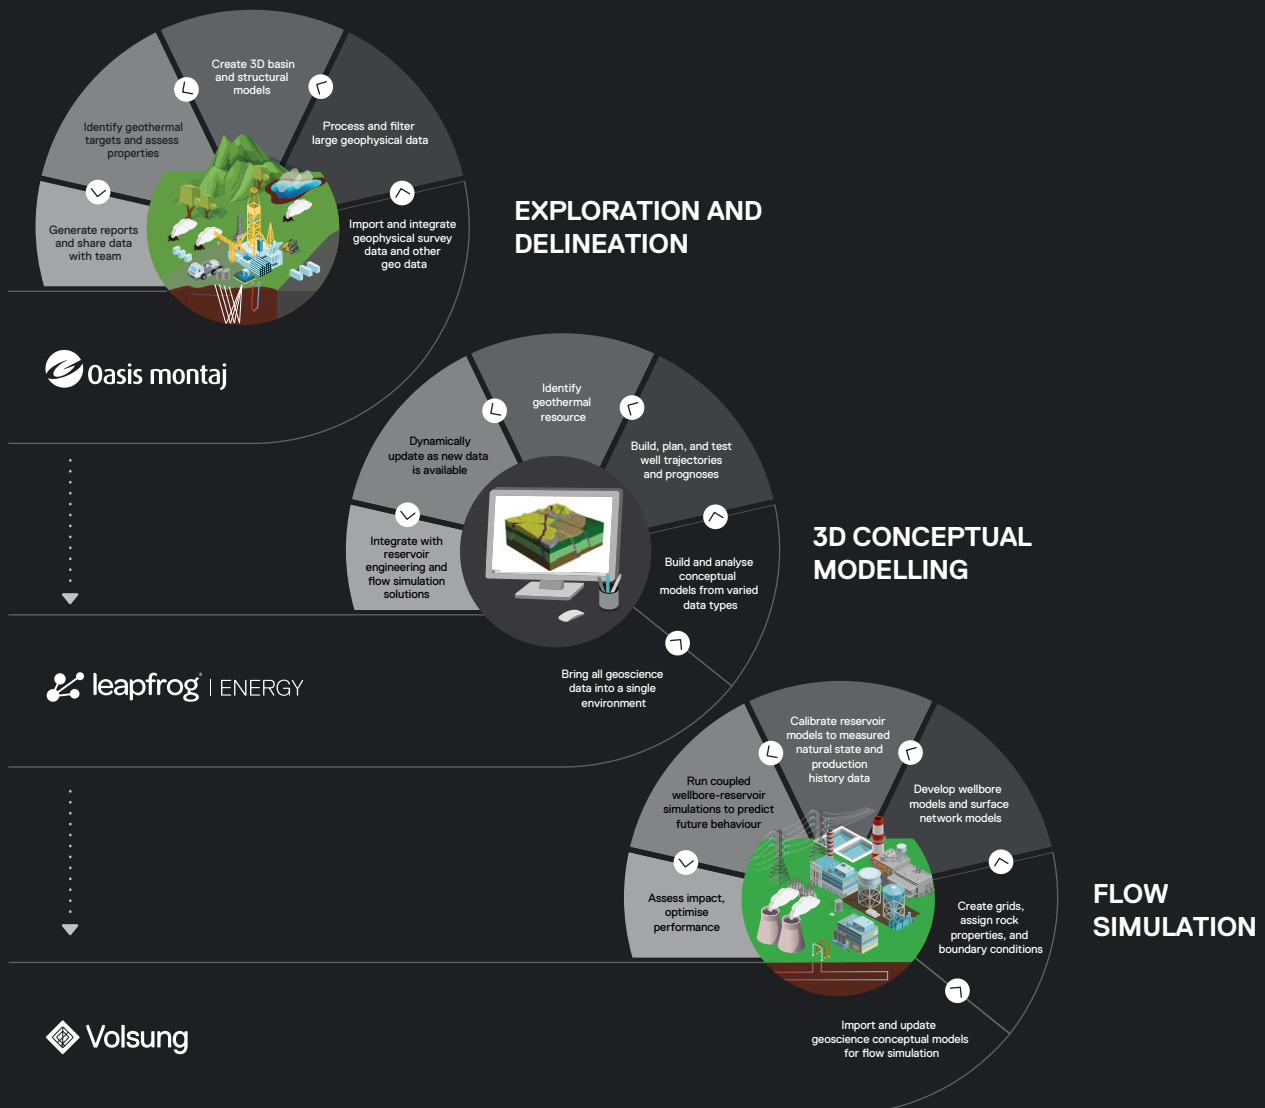 Create 3D basin
and structural
models
Process and filter
large geophysical data
Identify geothermal
targets and assess
properties
Generate reports
and share data
with team
Import and integrate
geophysical survey
data and other
geo data
EXPLORATION AND
DELINEATION
Oasis montaj
Identify
geothermal
resource
Build, plan, and test
well trajectories
and prognoses
Dynamically
update as new data
is available
Integrate with
reservoir
engineering and
flow simulation
solutions
Build and analyse
conceptual
models from varied
data types
Bring all geoscience
data into a single
environment
3D CONCEPTUAL
MODELLING
leapfrog | ENERGY
Calibrate reservoir
models to measured
natural state and
production
history data
Develop wellbore
models and surface
network models
Run coupled
wellbore-reservoir
simulations to predict
future behaviour
Assess impact,
optimise
performance
Create grids,
assign rock
properties, and
boundary conditions
Import and update
geoscience conceptual models
for flow simulation
FLOW
SIMULATION
Volsung